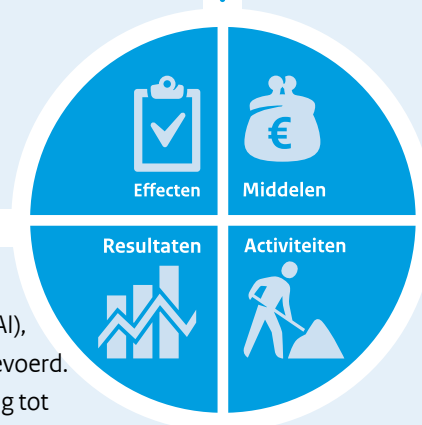 €
Effecten
Middelen
Resultaten
Activiteiten
AI),
evoerd.
g tot